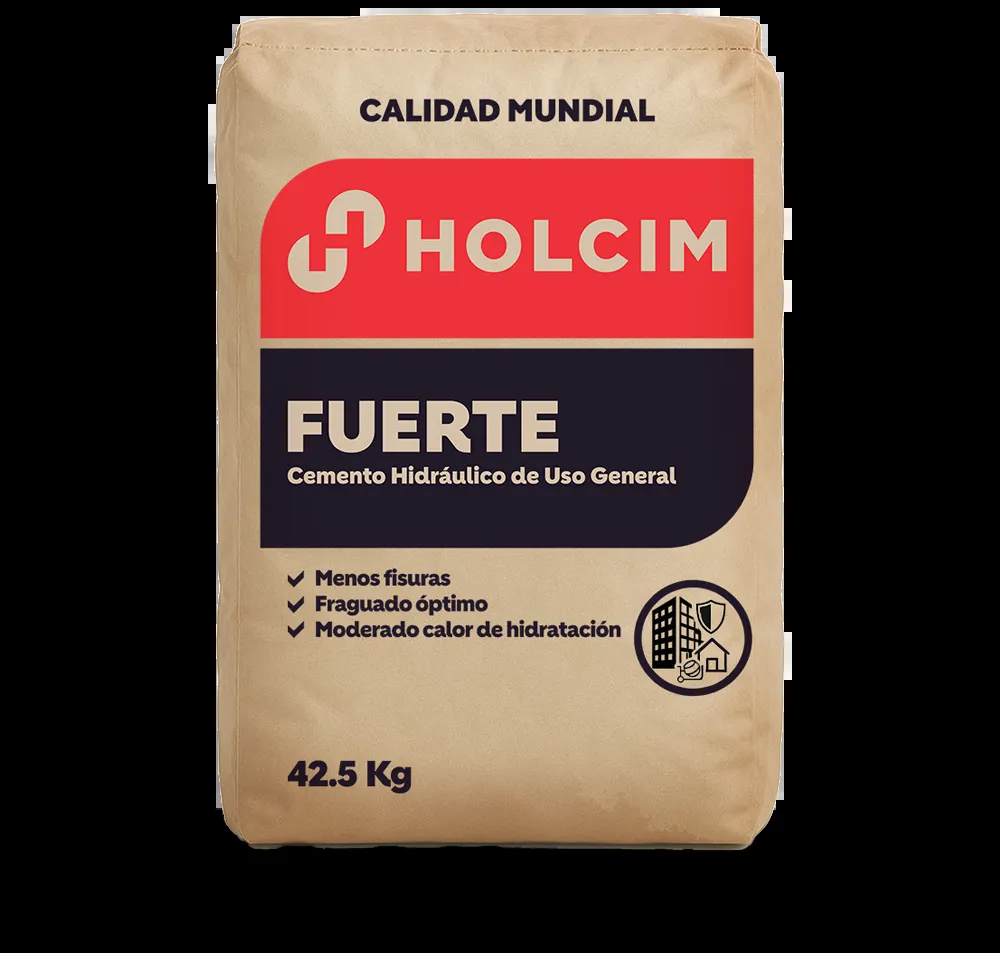 CALIDAD MUNDIAL
HOLCIM
FUERTE
Cemento Hidráulico de Uso General
Menos fisuras
Fraguado óptimo
Moderado calor de hidratación
42.5 Kg